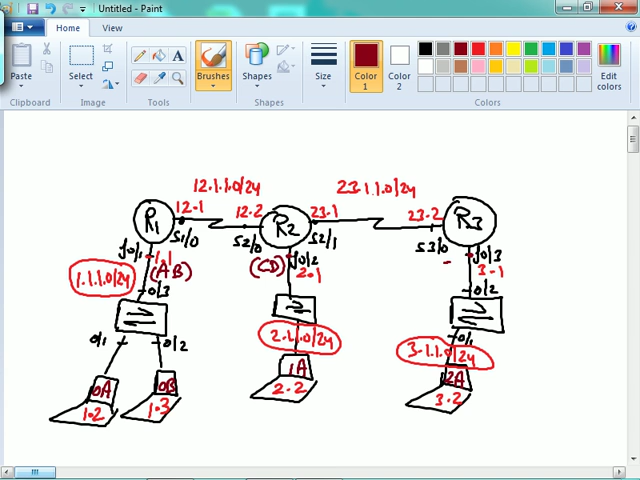 Untitled - Paint
Home
View
Paste
Select
Brushes
Shapes
Size
Color
1
Color
2
Edit
colors
Clipboard
Image
Tools
Shapes
Colors
12.1.1.0/24
23.1.1.0/24
R1
12.1
12.2
R2
23.1
23.2
R3
S1/0
S2/0
S2/1
S3/0
f0/1
1.1
(AB)
(CD)
f0/2
2.1
f0/3
3.1
1.1.1.0/24
0/3
0/2
0/1
0/2
2.1.1.0/24
0/1
3.1.1.0/24
0A
0B
1A
2A
1.2
1.3
2.2
3.2